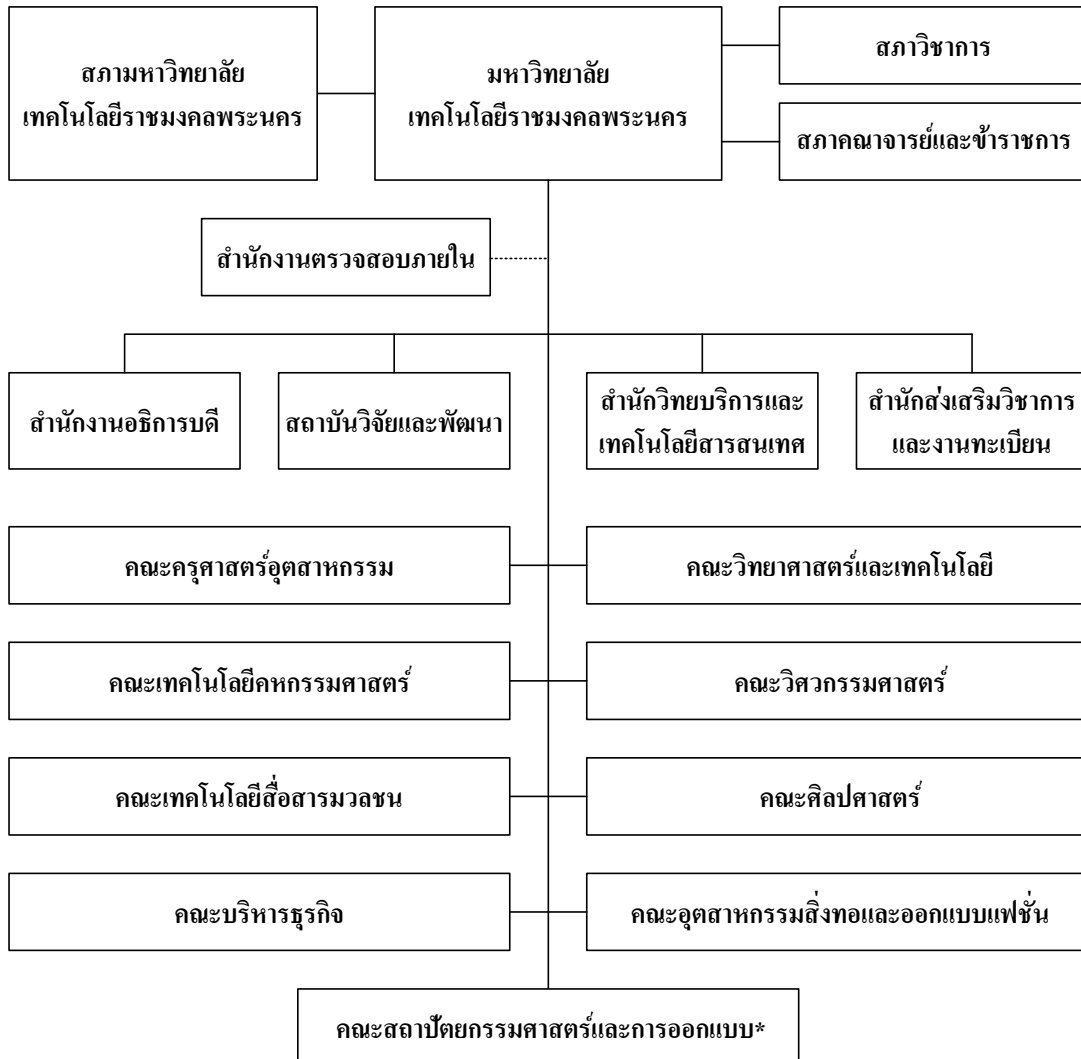 สภามหาวิทยาลัย
เทคโนโลยีราชมงคลพระนคร
มหาวิทยาลัย
เทคโนโลยีราชมงคลพระนคร
สภาวิชาการ
สภาคณาจารย์และข้าราชการ
สำนักงานตรวจสอบภายใน
สำนักงานอธิการบดี
สถาบันวิจัยและพัฒนา
สำนักวิทยบริการและ
เทคโนโลยีสารสนเทศ
สำนักส่งเสริมวิชาการ
และงานทะเบียน
คณะครุศาสตร์อุตสาหกรรม
คณะวิทยาศาสตร์และเทคโนโลยี
คณะเทคโนโลยีคหกรรมศาสตร์
คณะวิศวกรรมศาสตร์
คณะเทคโนโลยีสื่อสารมวลชน
คณะศิลปศาสตร์
คณะบริหารธุรกิจ
คณะอุตสาหกรรมสิ่งทอและออกแบบแฟชั่น
คณะสถาปัตยกรรมศาสตร์และการออกแบบ*